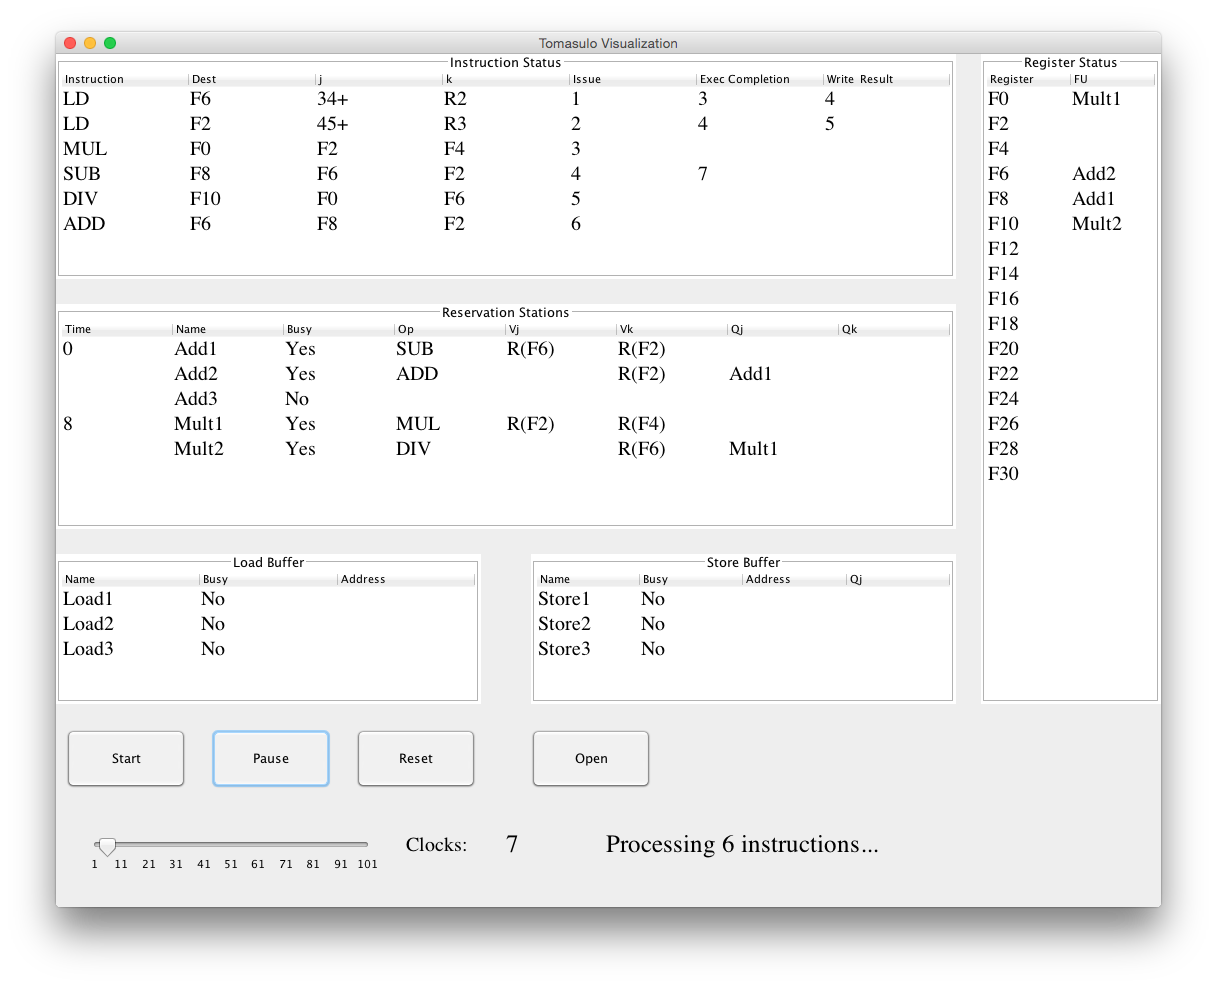 Tomasulo Visualization
Instruction Status
Instruction Dest j k Issue Exec Completion Write Result
LD F6 34+ R2 1 3 4
LD F2 45+ R3 2 4 5
MUL F0 F2 F4 3
SUB F8 F6 F2 4 7
DIV F10 F0 F6 5
ADD F6 F8 F2 6
Register Status
Register FU
F0 Mult1
F2
F4
F6 Add2
F8 Add1
F10 Mult2
F12
F14
F16
F18
F20
F22
F24
F26
F28
F30
Reservation Stations
Time Name Busy Op Vj Vk Qj Qk
0 Add1 Yes SUB R(F6) R(F2)
Add2 Yes ADD R(F2) Add1
Add3 No
8 Mult1 Yes MUL R(F2) R(F4)
Mult2 Yes DIV R(F6) Mult1
Load Buffer
Name Busy Address
Load1 No
Load2 No
Load3 No
Store Buffer
Name Busy Address Qj
Store1 No
Store2 No
Store3 No
Start Pause Reset Open
Clocks: 7 Processing 6 instructions...
1 11 21 31 41 51 61 71 81 91 101